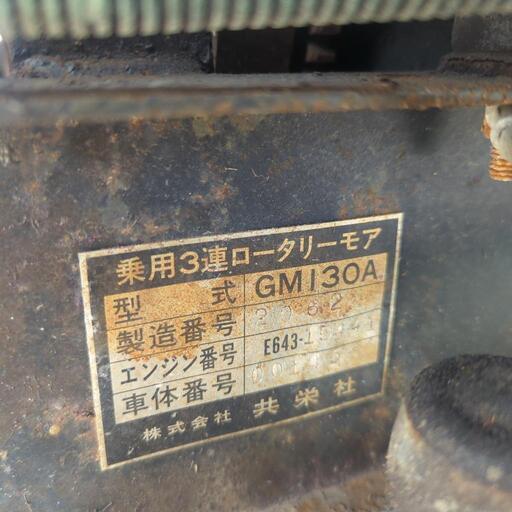 乗用3連ロータリーモア
型式 GM130A
製造番号
エンジン番号 E643-
車体番号
株式会社 共栄社